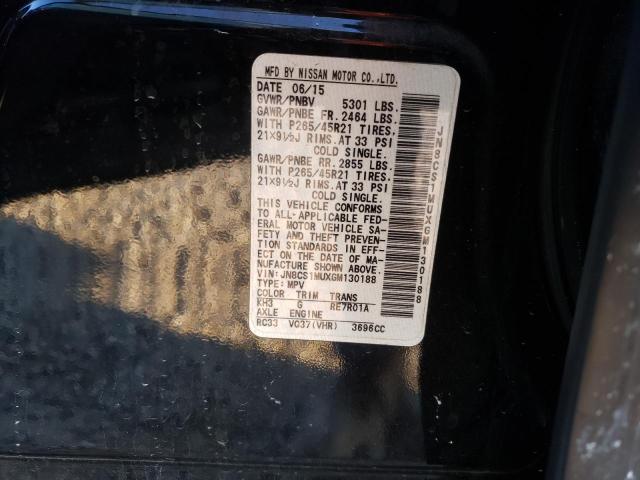 MFD BY NISSAN MOTOR CO.,LTD.
DATE 06/15
GVWR/PNBV 5301 LBS.
GAWR/PNBE FR. 2464 LBS.
WITH P265/45R21 TIRES.
21X9½J RIMS.AT 33 PSI
COLD SINGLE.
GAWR/PNBE RR. 2855 LBS.
WITH P265/45R21 TIRES.
21X9½J RIMS.AT 33 PSI
COLD SINGLE.
THIS VEHICLE CONFORMS
TO ALL-APPLICABLE FED-
ERAL MOTOR VEHICLE SA-
FETY AND THEFT PREVEN-
TION STANDARDS IN EFF-
ECT ON THE DATE OF MA-
NUFACTURE SHOWN ABOVE.
VIN: JN8CS1MUXGM130188
TYPE: MPV
COLOR TRIM TRANS
KH3 G RE7R01A
AXLE ENGINE
RC33 VQ37(VHR) 3696CC
JN8CS1MUXGM130188